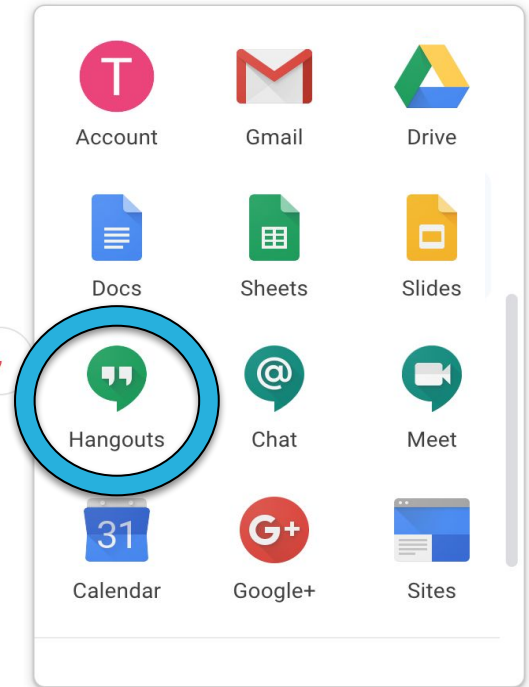 T
Account Gmail Drive
Docs Sheets Slides
@
Hangouts Chat Meet
31 G+
Calendar Google+ Sites